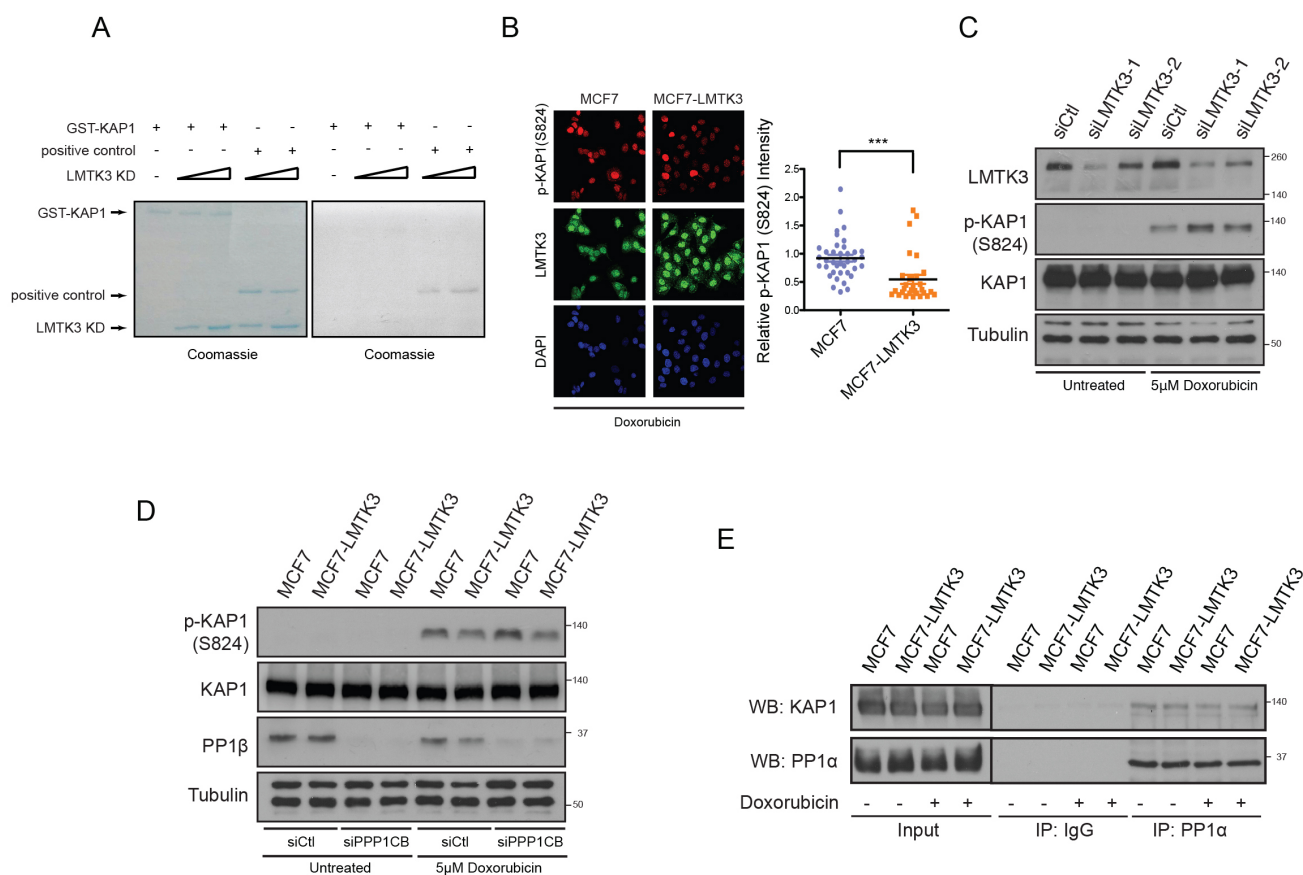 A
GST-KAP1 + + + - - + + + - -
positive control - - - + + - - - + +
LMTK3 KD - -
GST-KAP1
positive control
LMTK3 KD
Coomassie Coomassie
B
MCF7 MCF7-LMTK3
p-KAP1(S824)
LMTK3
DAPI
Doxorubicin
Relative p-KAP1 (S824) Intensity
***
2.5
2.0
1.5
1.0
0.5
0.0
MCF7 MCF7-LMTK3
C
siCtl siLMTK3-1 siLMTK3-2 siCtl siLMTK3-1 siLMTK3-2
LMTK3 260
140
p-KAP1 140
(S824)
KAP1 140
Tubulin 50
Untreated 5μM Doxorubicin
D
MCF7 MCF7-LMTK3 MCF7 MCF7-LMTK3 MCF7 MCF7-LMTK3 MCF7 MCF7-LMTK3
p-KAP1 140
(S824)
KAP1 140
PP1β 37
Tubulin 50
siCtl siPPP1CB siCtl siPPP1CB
Untreated 5μM Doxorubicin
E
MCF7 MCF7-LMTK3 MCF7 MCF7-LMTK3 MCF7 MCF7-LMTK3 MCF7 MCF7-LMTK3 MCF7 MCF7-LMTK3 MCF7 MCF7-LMTK3
WB: KAP1 140
WB: PP1α 37
Doxorubicin - - + + - - + + - - + +
Input IP: IgG IP: PP1α